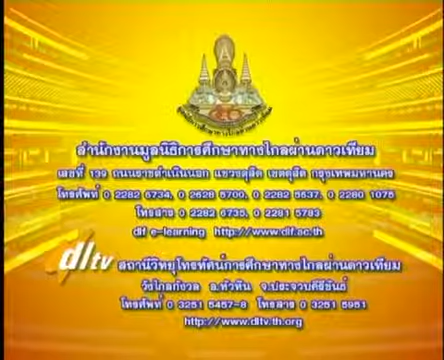 สำนักงานมูลนิธิการศึกษาทางไกลผ่านดาวเทียม
เลขที่ 139 ถนนราชดำเนินนอก แขวงดุสิต เขตดุสิต กรุงเทพมหานคร
โทรศัพท์ 0 2282 6734, 0 2628 5700, 0 2282 5637, 0 2280 1075
โทรสาร 0 2282 6735, 0 2281 5783
dlf e-learning http://www.dlf.ac.th
dltv สถานีวิทยุโทรทัศน์การศึกษาทางไกลผ่านดาวเทียม
วังไกลกังวล อ.หัวหิน จ.ประจวบคีรีขันธ์
โทรศัพท์ 0 3251 5457-8 โทรสาร 0 3251 5951
http://www.dltv.th.org